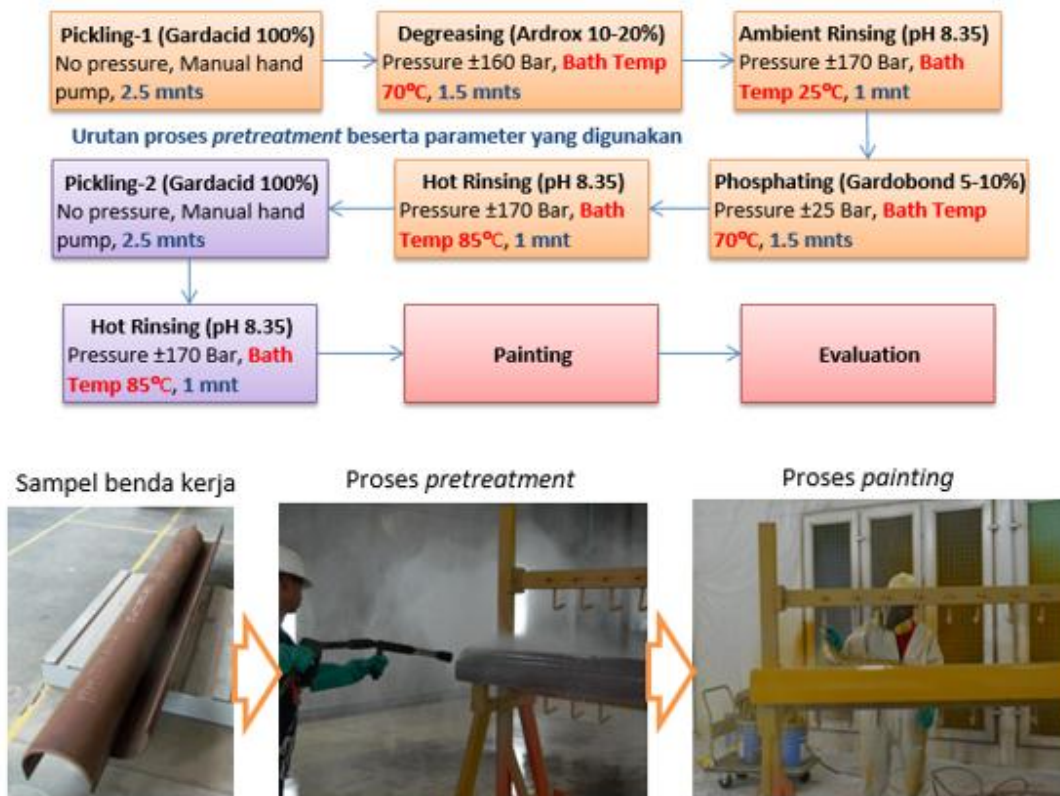 Pickling-1 (Gardacid 100%)
No pressure, Manual hand
pump, 2.5 mnts
Degreasing (Ardrox 10-20%)
Pressure ±160 Bar, Bath Temp
70°C, 1.5 mnts
Ambient Rinsing (pH 8.35)
Pressure ±170 Bar, Bath
Temp 25°C, 1 mnt
Urutan proses pretreatment beserta parameter yang digunakan
Phosphating (Gardobond 5-10%)
Pressure ±25 Bar, Bath Temp
70°C, 1.5 mnts
Hot Rinsing (pH 8.35)
Pressure ±170 Bar, Bath
Temp 85°C, 1 mnt
Pickling-2 (Gardacid 100%)
No pressure, Manual hand
pump, 2.5 mnts
Hot Rinsing (pH 8.35)
Pressure ±170 Bar, Bath
Temp 85°C, 1 mnt
Painting
Evaluation
Sampel benda kerja
Proses pretreatment
Proses painting